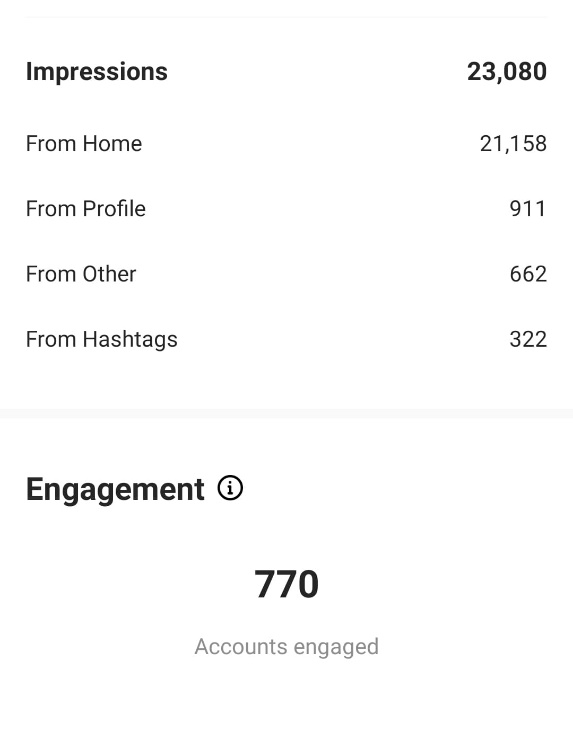 Impressions 23,080
From Home 21,158
From Profile 911
From Other 662
From Hashtags 322
Engagement
770
Accounts engaged